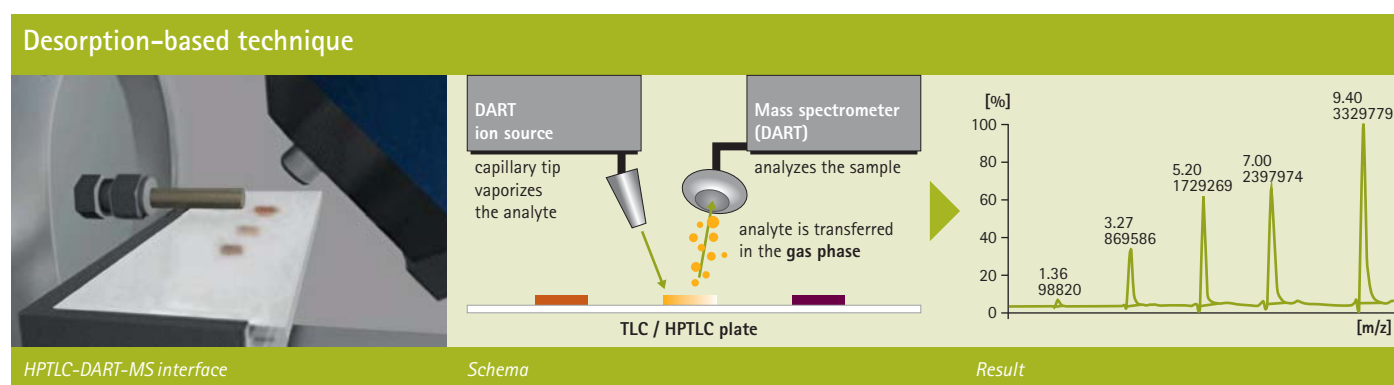 Desorption-based technique
DART
ion source
capillary tip
vaporizes
the analyte
Mass spectrometer
(DART)
analyzes the sample
analyte is transferred
in the gas phase
TLC / HPTLC plate
[%]
100
80
60
40
20
0
1.36
98820
3.27
869586
5.20
1729269
7.00
2397974
9.40
3329779
[m/z]
HPTLC-DART-MS interface
Schema
Result